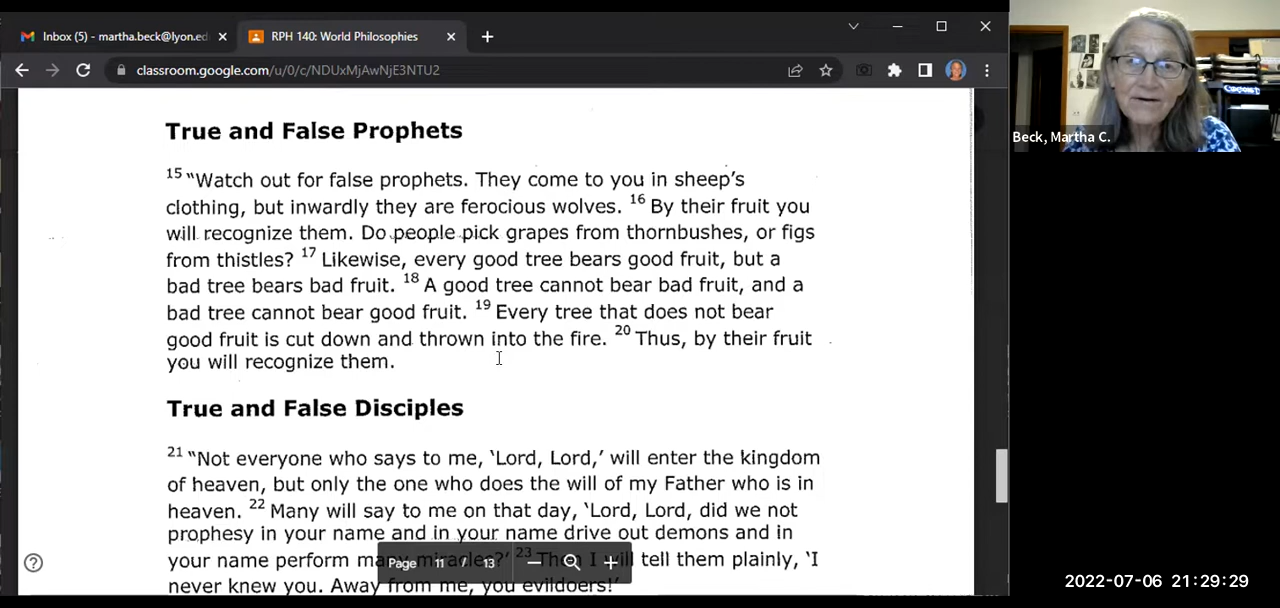 Inbox (5) - martha.beck@lyon.ed
RPH 140: World Philosophies
classroom.google.com/u/0/c/NDUxMjAwNjE3NTU2
Beck, Martha C.
True and False Prophets
15 “Watch out for false prophets. They come to you in sheep’s
clothing, but inwardly they are ferocious wolves. 16 By their fruit you
will recognize them. Do people pick grapes from thornbushes, or figs
from thistles? 17 Likewise, every good tree bears good fruit, but a
bad tree bears bad fruit. 18 A good tree cannot bear bad fruit, and a
bad tree cannot bear good fruit. 19 Every tree that does not bear
good fruit is cut down and thrown into the fire. 20 Thus, by their fruit
you will recognize them.
True and False Disciples
21 “Not everyone who says to me, ‘Lord, Lord,’ will enter the kingdom
of heaven, but only the one who does the will of my Father who is in
heaven. 22 Many will say to me on that day, ‘Lord, Lord, did we not
prophesy in your name and in your name drive out demons and in
your name perform many miracles?’ 23 Then I will tell them plainly, ‘I
never knew you. Away from me, you evildoers!’
Page 11 / 13
2022-07-06 21:29:29